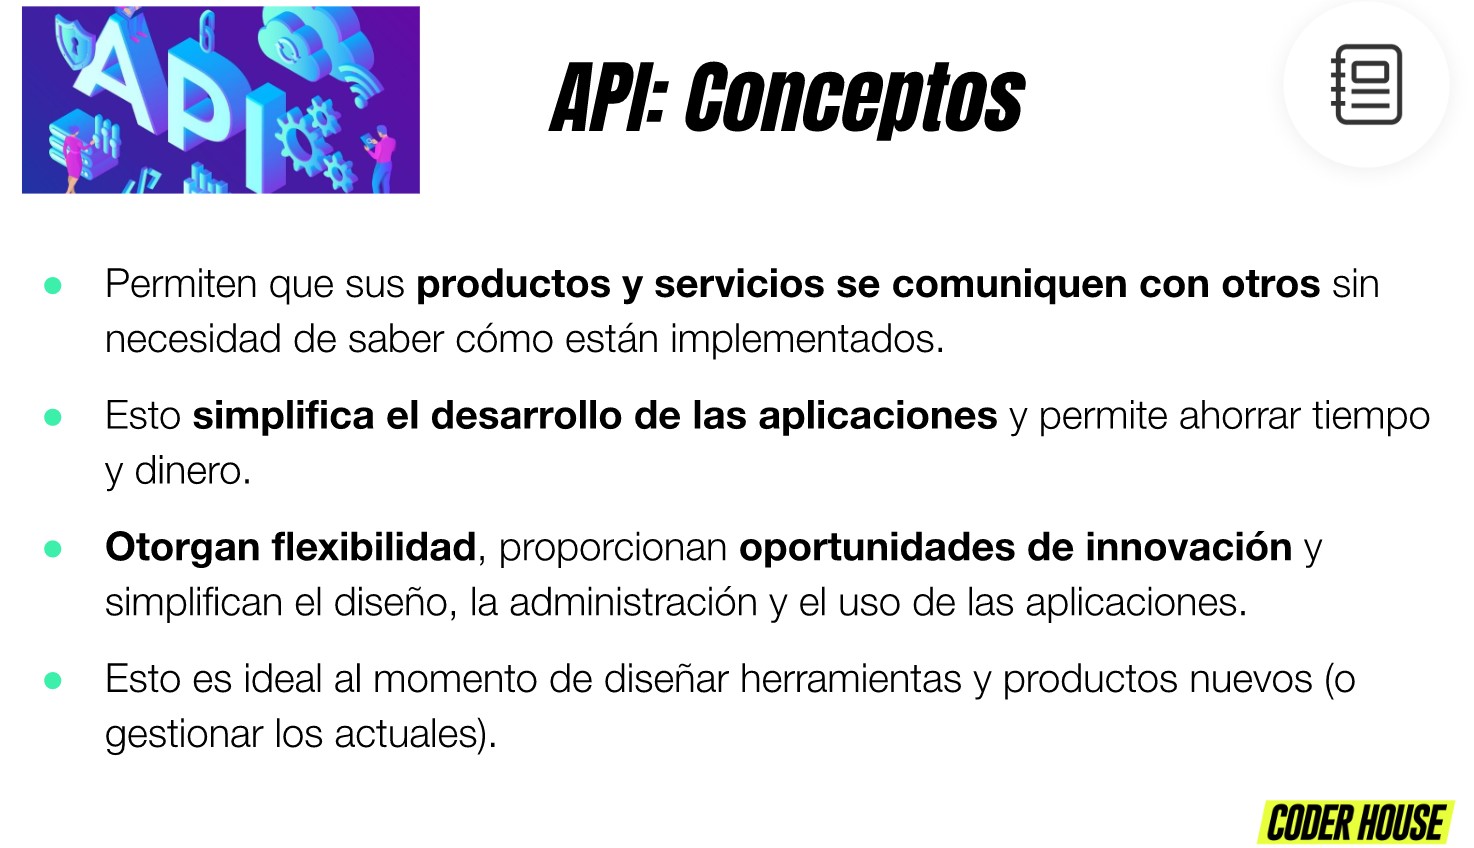 API
API: Conceptos
● Permiten que sus productos y servicios se comuniquen con otros sin
necesidad de saber cómo están implementados.
● Esto simplifica el desarrollo de las aplicaciones y permite ahorrar tiempo
y dinero.
● Otorgan flexibilidad, proporcionan oportunidades de innovación y
simplifican el diseño, la administración y el uso de las aplicaciones.
● Esto es ideal al momento de diseñar herramientas y productos nuevos (o
gestionar los actuales).
CODER HOUSE